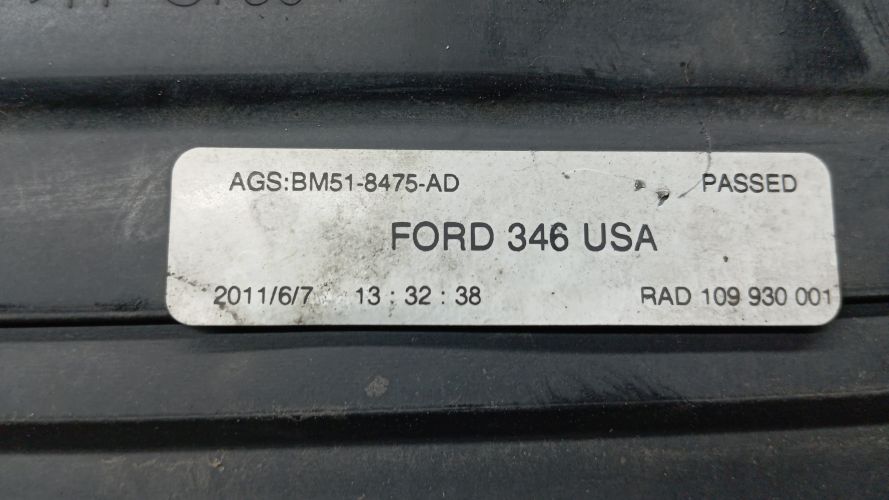 AGS:BM51-8475-AD PASSED
FORD 346 USA
2011/6/7 13 : 32 : 38 RAD 109 930 001